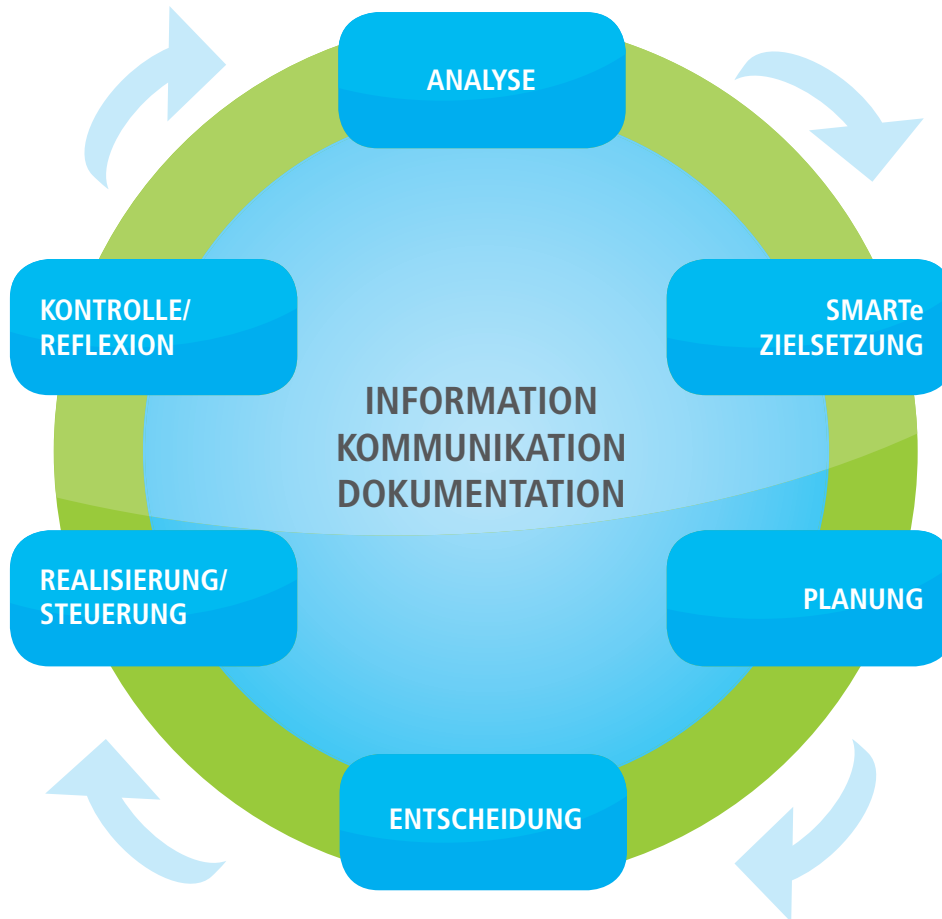 ANALYSE
KONTROLLE/
REFLEXION
SMARTe
ZIELSETZUNG
INFORMATION
KOMMUNIKATION
DOKUMENTATION
REALISIERUNG/
STEUERUNG
PLANUNG
ENTSCHEIDUNG